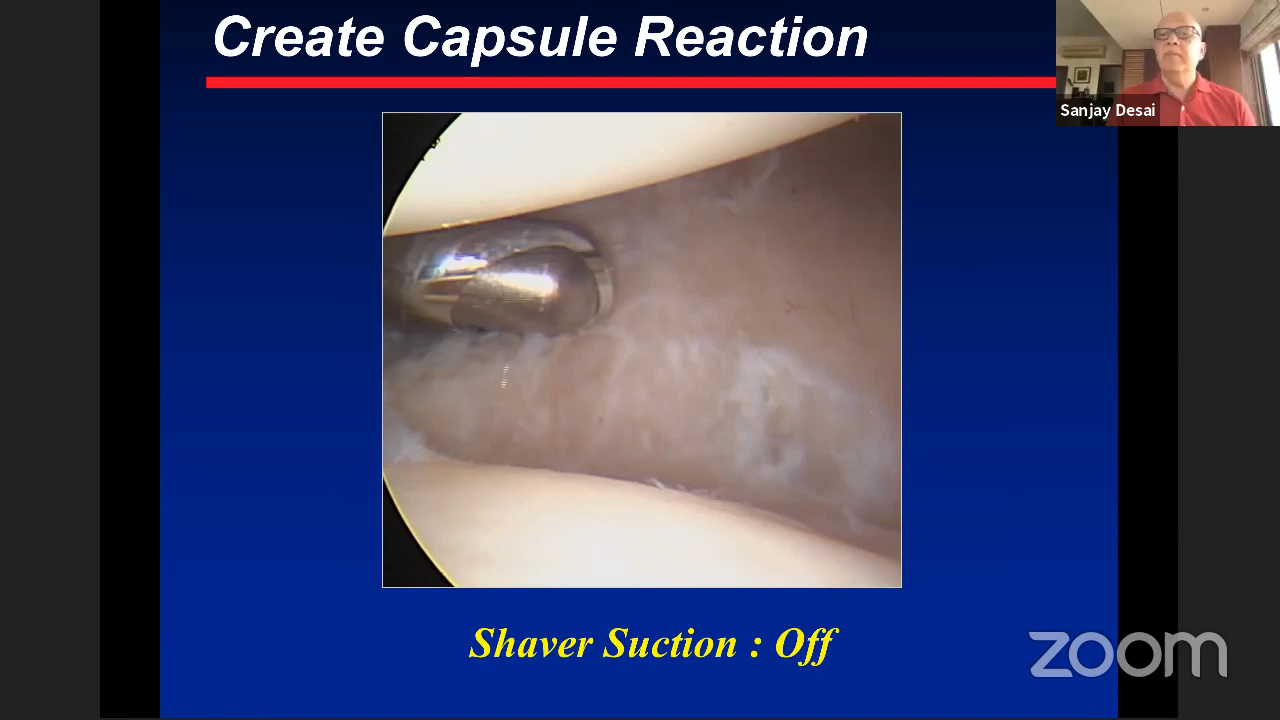 Create Capsule Reaction
Sanjay Desai
Shaver Suction : Off
zoom